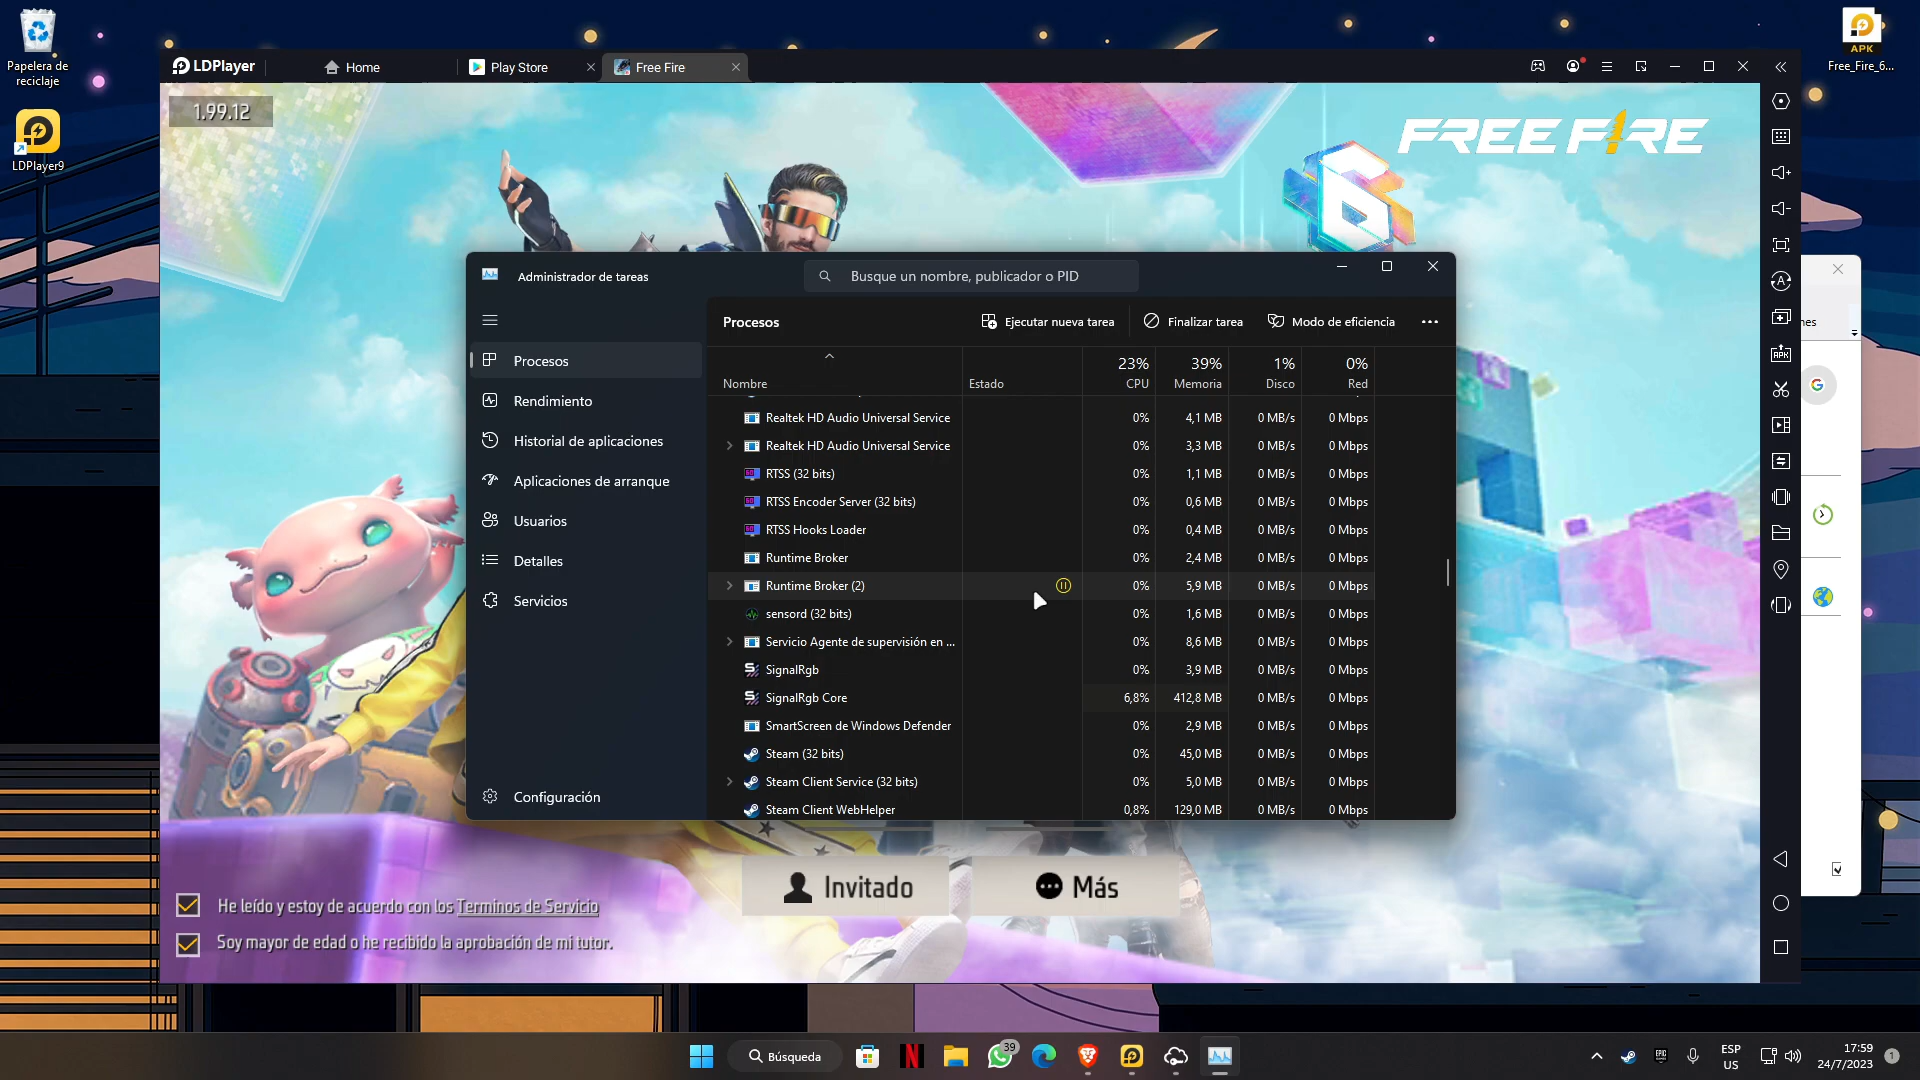 Papelera de
reciclaje
LDPlayer9
APK
Free_Fire_6...
LDPlayer
Home
Play Store
Free Fire
1.99.12
FREE FIRE
6
Administrador de tareas
Busque un nombre, publicador o PID
Procesos
Ejecutar nueva tarea
Finalizar tarea
Modo de eficiencia
Procesos
Rendimiento
Historial de aplicaciones
Aplicaciones de arranque
Usuarios
Detalles
Servicios
Configuración
23% 39% 1% 0%
Nombre Estado CPU Memoria Disco Red
Realtek HD Audio Universal Service 0% 4,1 MB 0 MB/s 0 Mbps
Realtek HD Audio Universal Service 0% 3,3 MB 0 MB/s 0 Mbps
RTSS (32 bits) 0% 1,1 MB 0 MB/s 0 Mbps
RTSS Encoder Server (32 bits) 0% 0,6 MB 0 MB/s 0 Mbps
RTSS Hooks Loader 0% 0,4 MB 0 MB/s 0 Mbps
Runtime Broker 0% 2,4 MB 0 MB/s 0 Mbps
Runtime Broker (2) 0% 5,9 MB 0 MB/s 0 Mbps
sensord (32 bits) 0% 1,6 MB 0 MB/s 0 Mbps
Servicio Agente de supervisión en ... 0% 8,6 MB 0 MB/s 0 Mbps
SignalRgb 0% 3,9 MB 0 MB/s 0 Mbps
SignalRgb Core 6,8% 412,8 MB 0 MB/s 0 Mbps
SmartScreen de Windows Defender 0% 2,9 MB 0 MB/s 0 Mbps
Steam (32 bits) 0% 45,0 MB 0 MB/s 0 Mbps
Steam Client Service (32 bits) 0% 5,0 MB 0 MB/s 0 Mbps
Steam Client WebHelper 0,8% 129,0 MB 0 MB/s 0 Mbps
Invitado
Más
He leído y estoy de acuerdo con los Terminos de Servicio
Soy mayor de edad o he recibido la aprobación de mi tutor.
Búsqueda
39
ESP
US
17:59
24/7/2023
1